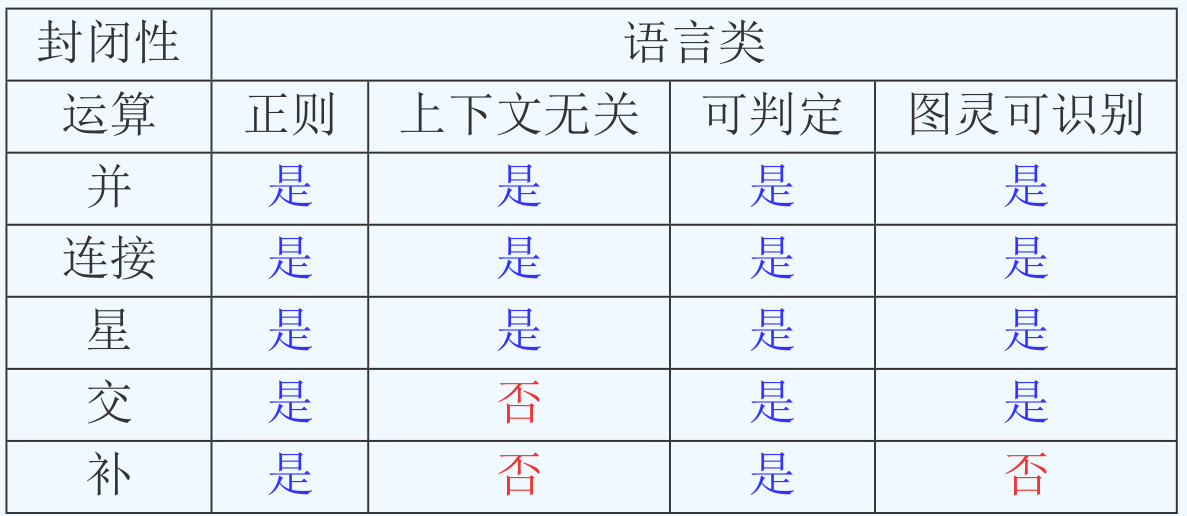 封闭性 语言类
运算 正则 上下文无关 可判定 图灵可识别
并 是 是 是 是
连接 是 是 是 是
星 是 是 是 是
交 是 否 是 是
补 是 否 是 否